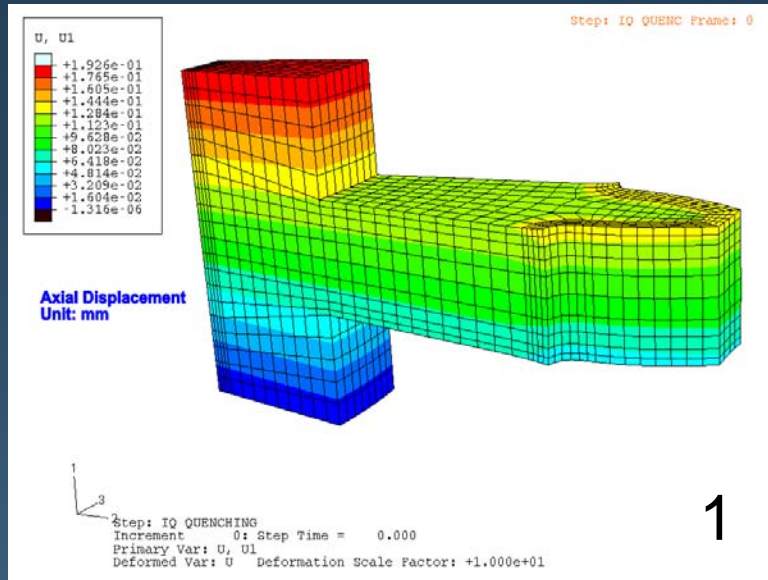 Step: IQ QUENC Frame: 0
U, U1
+1.926e-01
+1.765e-01
+1.605e-01
+1.444e-01
+1.284e-01
+1.123e-01
+9.628e-02
+8.023e-02
+6.418e-02
+4.814e-02
+3.209e-02
+1.604e-02
-1.316e-06
Axial Displacement
Unit: mm
1
3
2
Step: IQ QUENCHING
Increment 0: Step Time = 0.000
Primary Var: U, U1
Deformed Var: U Deformation Scale Factor: +1.000e+01
1